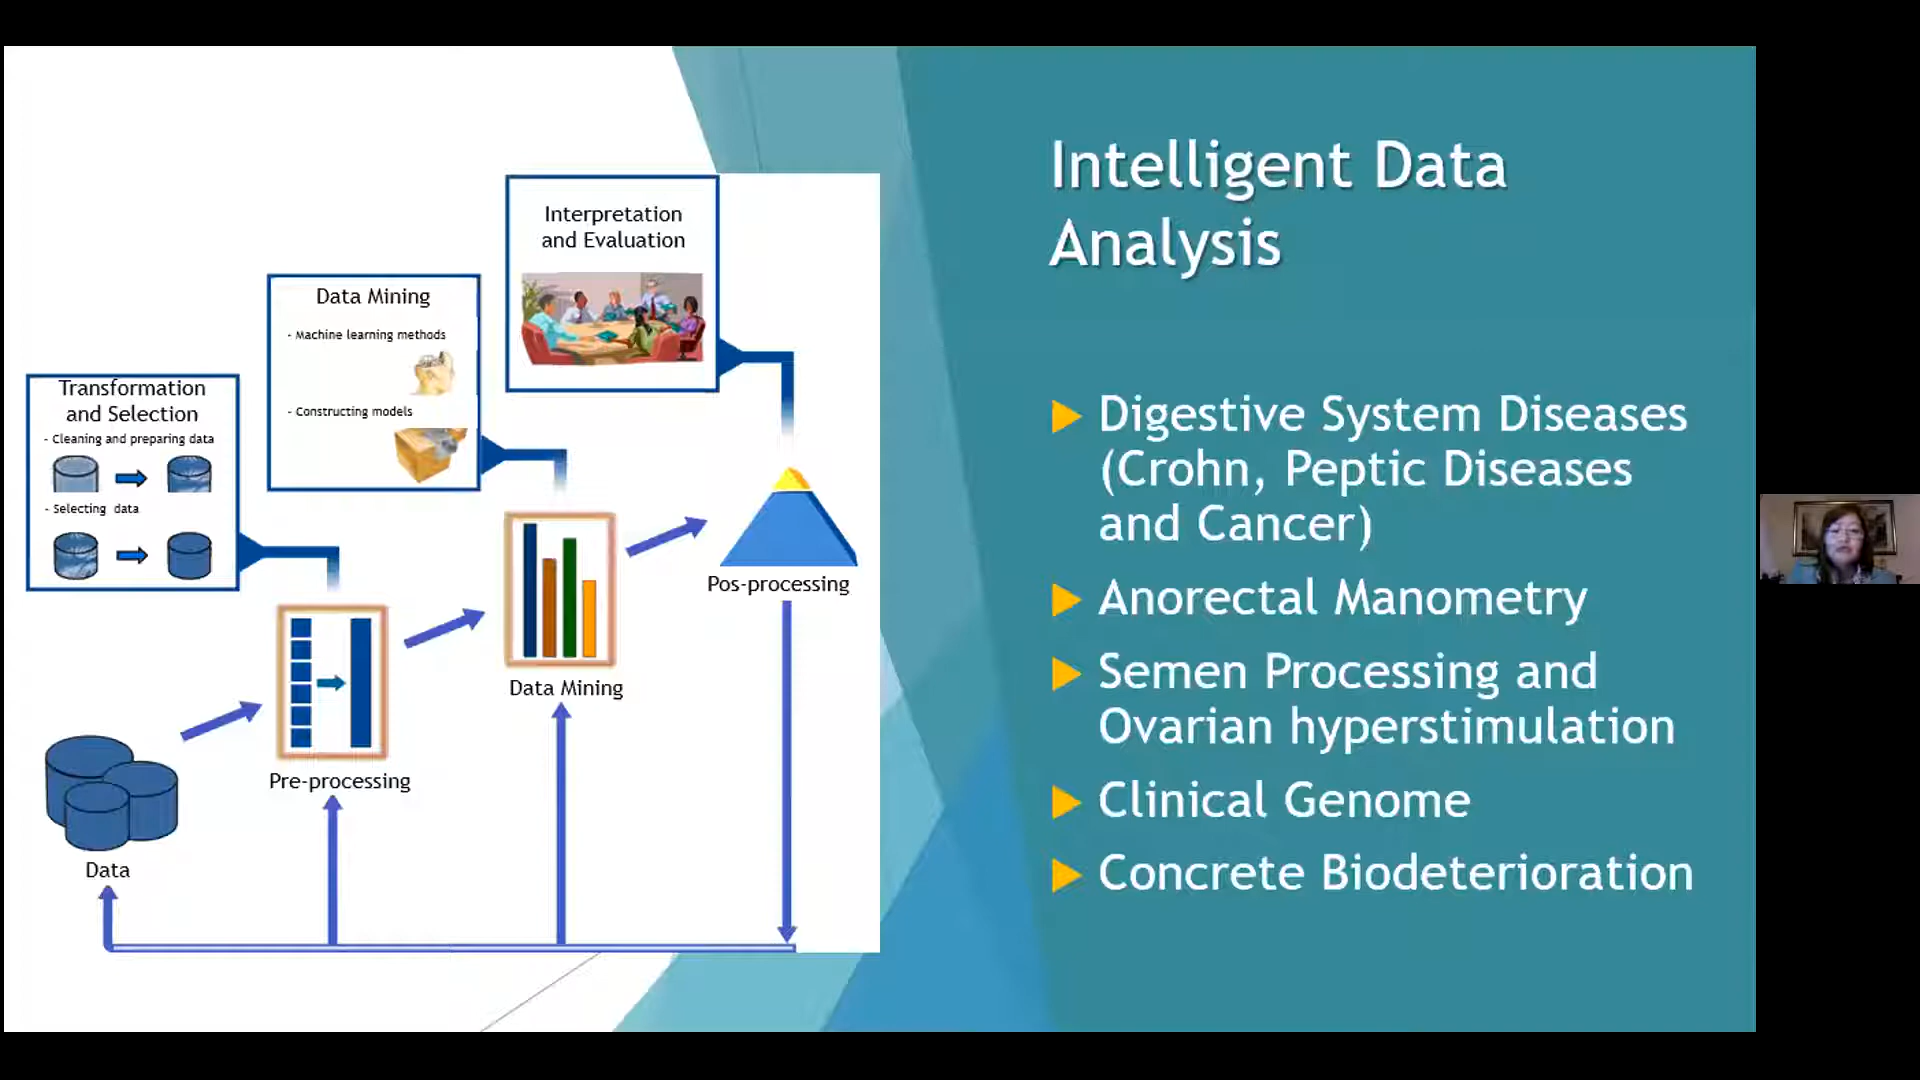 Intelligent Data
Analysis
Interpretation
and Evaluation
Data Mining
- Machine learning methods
- Constructing models
Transformation
and Selection
- Cleaning and preparing data
- Selecting data
Pos-processing
Data Mining
Pre-processing
Data
Digestive System Diseases
(Crohn, Peptic Diseases
and Cancer)
Anorectal Manometry
Semen Processing and
Ovarian hyperstimulation
Clinical Genome
Concrete Biodeterioration